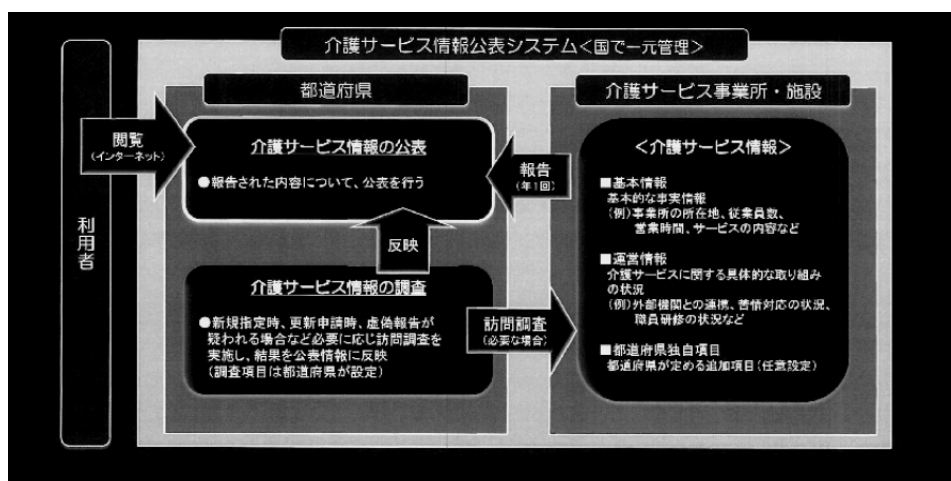 介護サービス情報公表システム<国で一元管理>
利用者
閲覧
(インターネット)
都道府県
介護サービス情報の公表
●報告された内容について、公表を行う
反映
介護サービス情報の調査
●新規指定時、更新申請時、虚偽報告が
疑われる場合など必要に応じ訪問調査を
実施し、結果を公表情報に反映
(調査項目は都道府県が設定)
報告
(年1回)
訪問調査
(必要な場合)
介護サービス事業所・施設
<介護サービス情報>
■基本情報
基本的な事実情報
(例)事業所の所在地、従業員数、
営業時間、サービスの内容など
■運営情報
介護サービスに関する具体的な取り組み
の状況
(例)外部機関との連携、苦情対応の状況、
職員研修の状況など
■都道府県独自項目
都道府県が定める追加項目(任意設定)